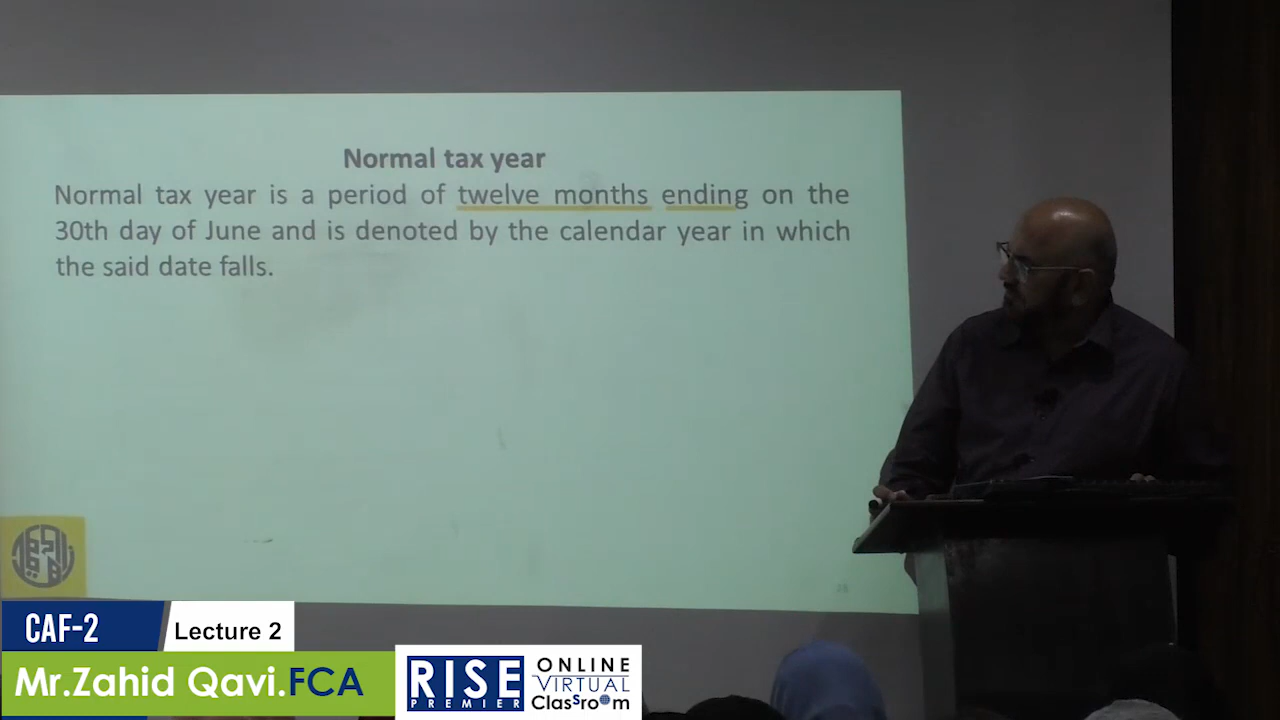 Normal tax year
Normal tax year is a period of twelve months ending on the
30th day of June and is denoted by the calendar year in which
the said date falls.
CAF-2
Lecture 2
Mr.Zahid Qavi.FCA
RISE
PREMIER
ONLINE
VIRTUAL
Classroom